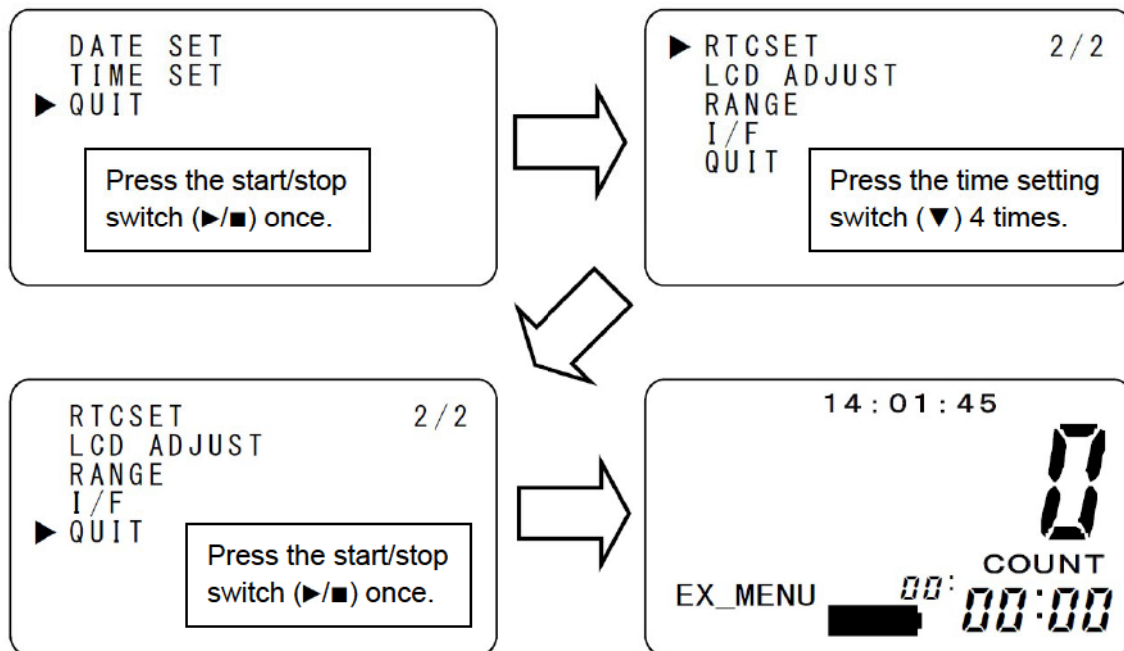 DATE SET
TIME SET
▶ QUIT
Press the start/stop
switch (►/■) once.
▶ RTCSET 2/2
LCD ADJUST
RANGE
I/F
QUIT
Press the time setting
switch (▼) 4 times.
RTCSET 2/2
LCD ADJUST
RANGE
I/F
▶ QUIT
Press the start/stop
switch (►/■) once.
14:01:45
0
COUNT
EX_MENU 00:00:00